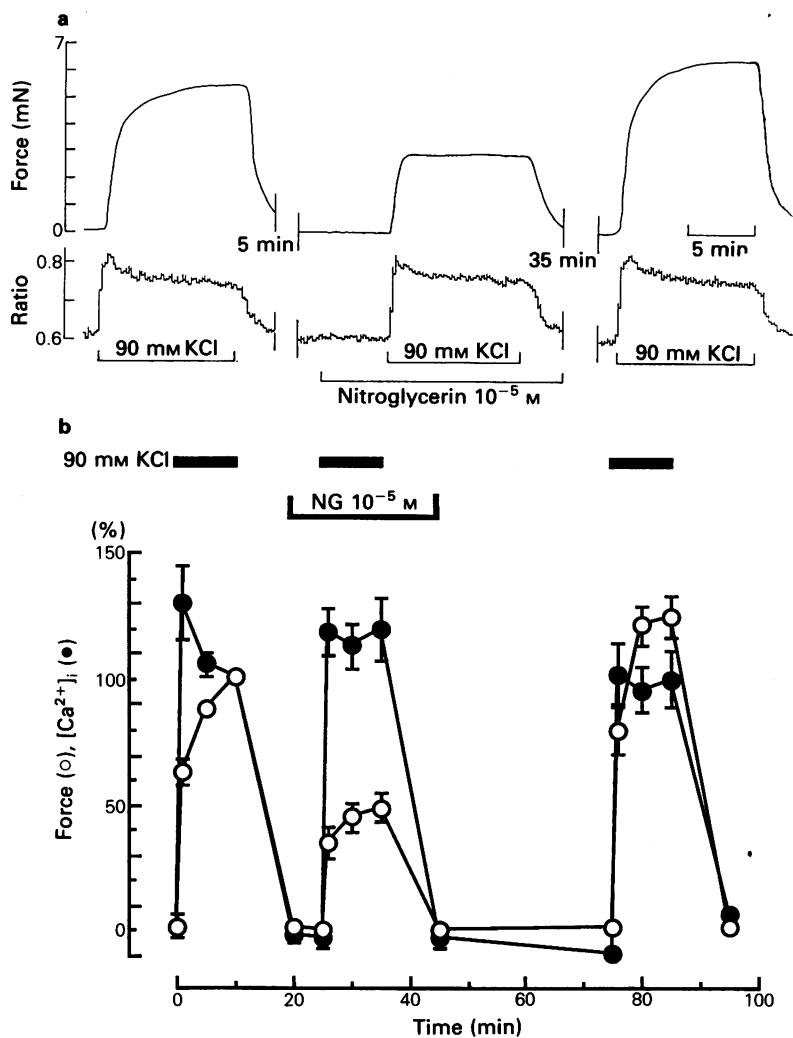 a
7
Force (mN)
0
5 min
35 min
5 min
0.8
Ratio
0.6
90 mM KCl
90 mM KCl
90 mM KCl
Nitroglycerin 10⁻⁵ M
b
90 mM KCl
NG 10⁻⁵ M
(%)
150
100
50
0
Force (○), [Ca²⁺]ᵢ (●)
0 20 40 60 80 100
Time (min)